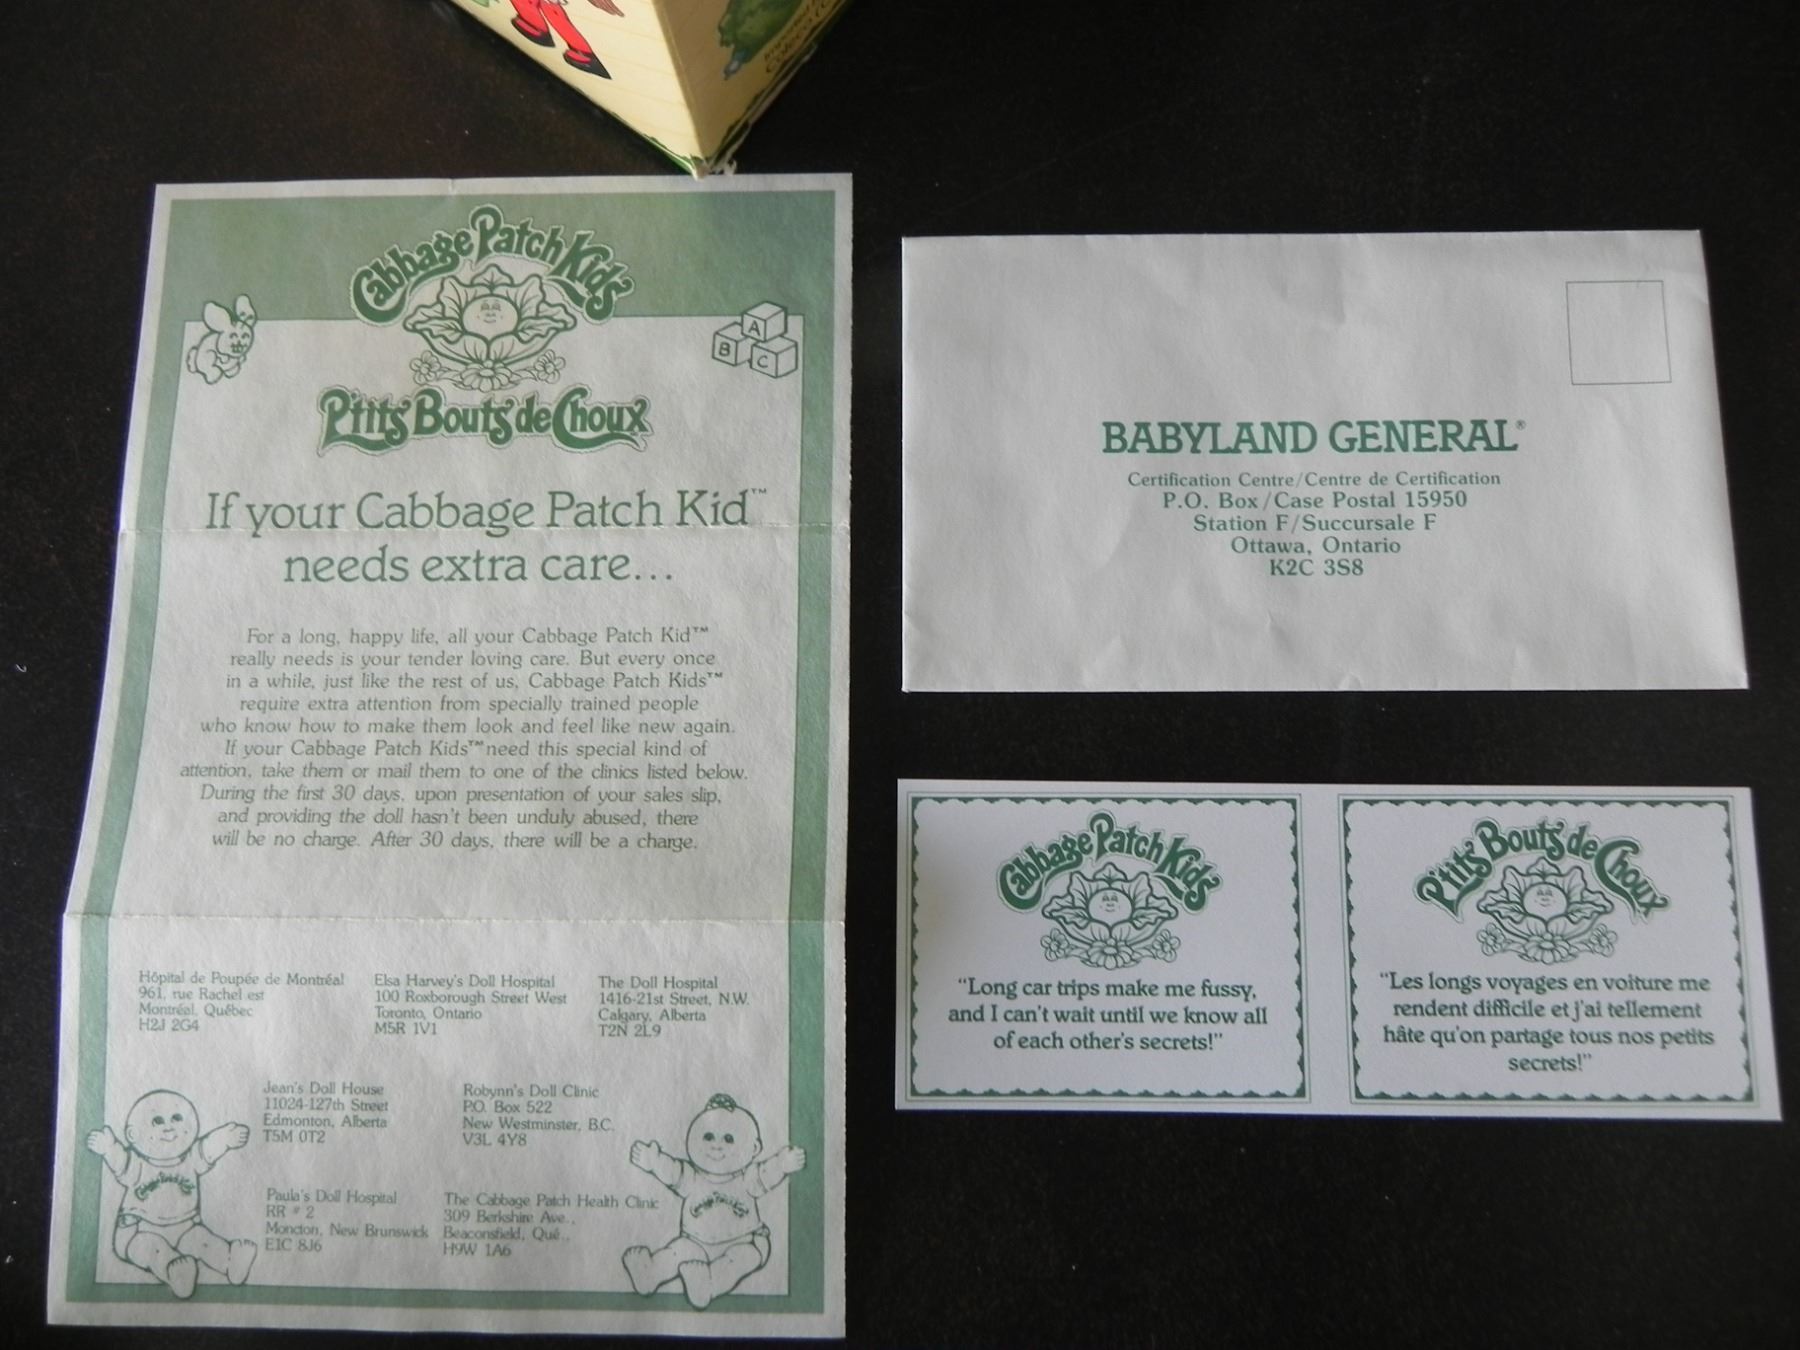 Cabbage Patch Kids
A
B C
P'tits Bouts de Choux
If your Cabbage Patch Kid™
needs extra care...
For a long, happy life, all your Cabbage Patch Kid™
really needs is your tender loving care. But every once
in a while, just like the rest of us, Cabbage Patch Kids™
require extra attention from specially trained people
who know how to make them look and feel like new again.
If your Cabbage Patch Kids™ need this special kind of
attention, take them or mail them to one of the clinics listed below.
During the first 30 days, upon presentation of your sales slip,
and providing the doll hasn't been unduly abused, there
will be no charge. After 30 days, there will be a charge.
Hôpital de Poupée de Montréal
961, rue Rachel est
Montréal, Québec
H2J 2G4
Elsa Harvey's Doll Hospital
100 Roxborough Street West
Toronto, Ontario
M5R 1V1
The Doll Hospital
1416-21st Street, N.W.
Calgary, Alberta
T2N 2L9
Jean's Doll House
11024-127th Street
Edmonton, Alberta
T5M 0T2
Robynn's Doll Clinic
P.O. Box 522
New Westminster, B.C.
V3L 4Y8
Paula's Doll Hospital
RR # 2
Moncton, New Brunswick
E1C 8J6
The Cabbage Patch Health Clinic
309 Berkshire Ave.,
Beaconsfield, Qué.,
H9W 1A6
Cabbage Patch Kids
Cabbage Patch Kids
BABYLAND GENERAL®
Certification Centre/Centre de Certification
P.O. Box/Case Postal 15950
Station F/Succursale F
Ottawa, Ontario
K2C 3S8
Cabbage Patch Kids
"Long car trips make me fussy,
and I can't wait until we know all
of each other's secrets!"
P'tits Bouts de Choux
"Les longs voyages en voiture me
rendent difficile et j'ai tellement
hâte qu'on partage tous nos petits
secrets!"